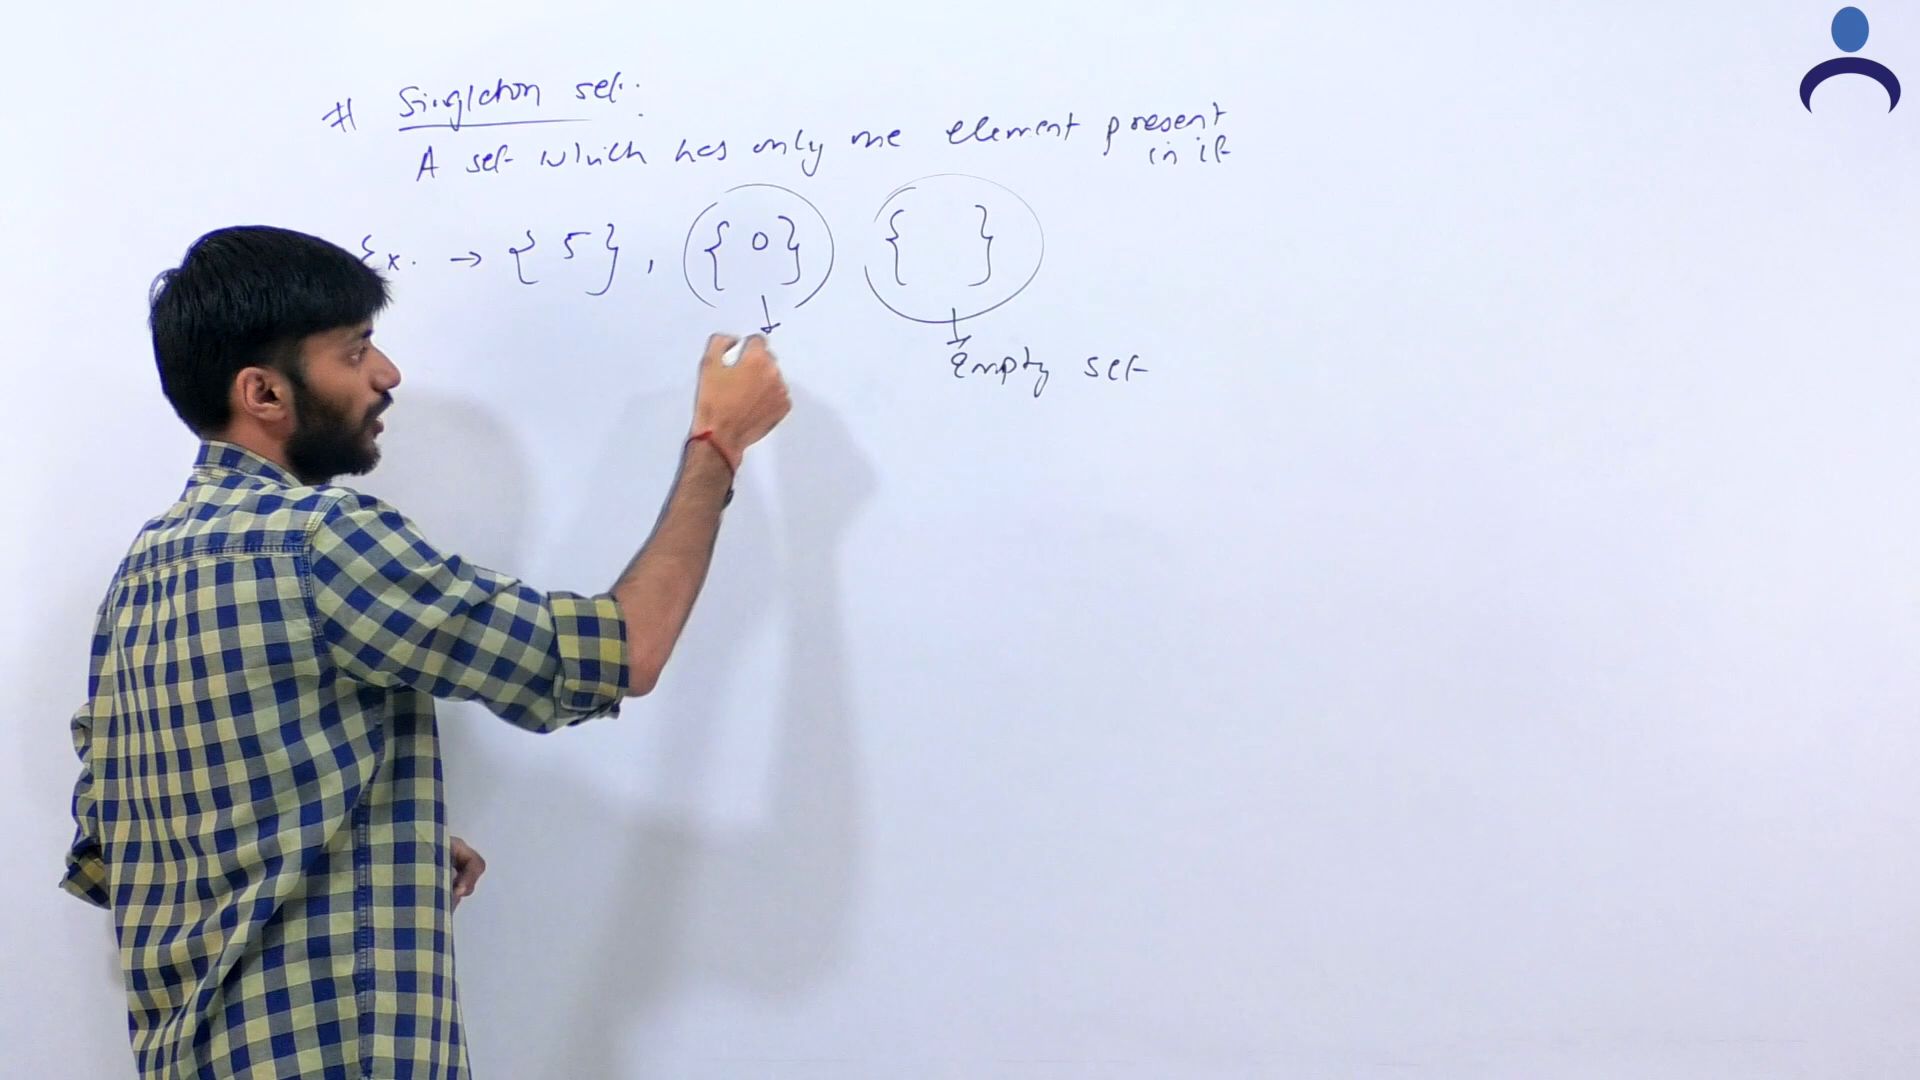 # Singleton set:
A set which has only one element present
in it
Ex. → { 5 } , { 0 } { }
Empty set